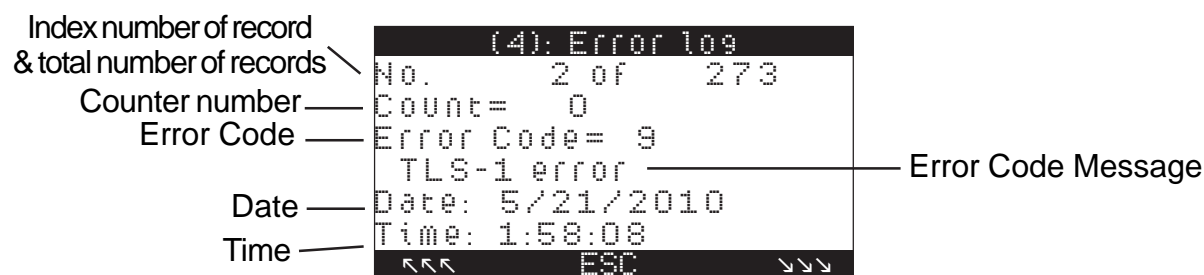 Index number of record
& total number of records
Counter number
Error Code
Date
Time
(4): Error log
No. 2 of 273
Count= 0
Error Code= 9
TLS-1 error
Date: 5/21/2010
Time: 1:58:08
↖↖↖ ESC ↘↘↘
Error Code Message